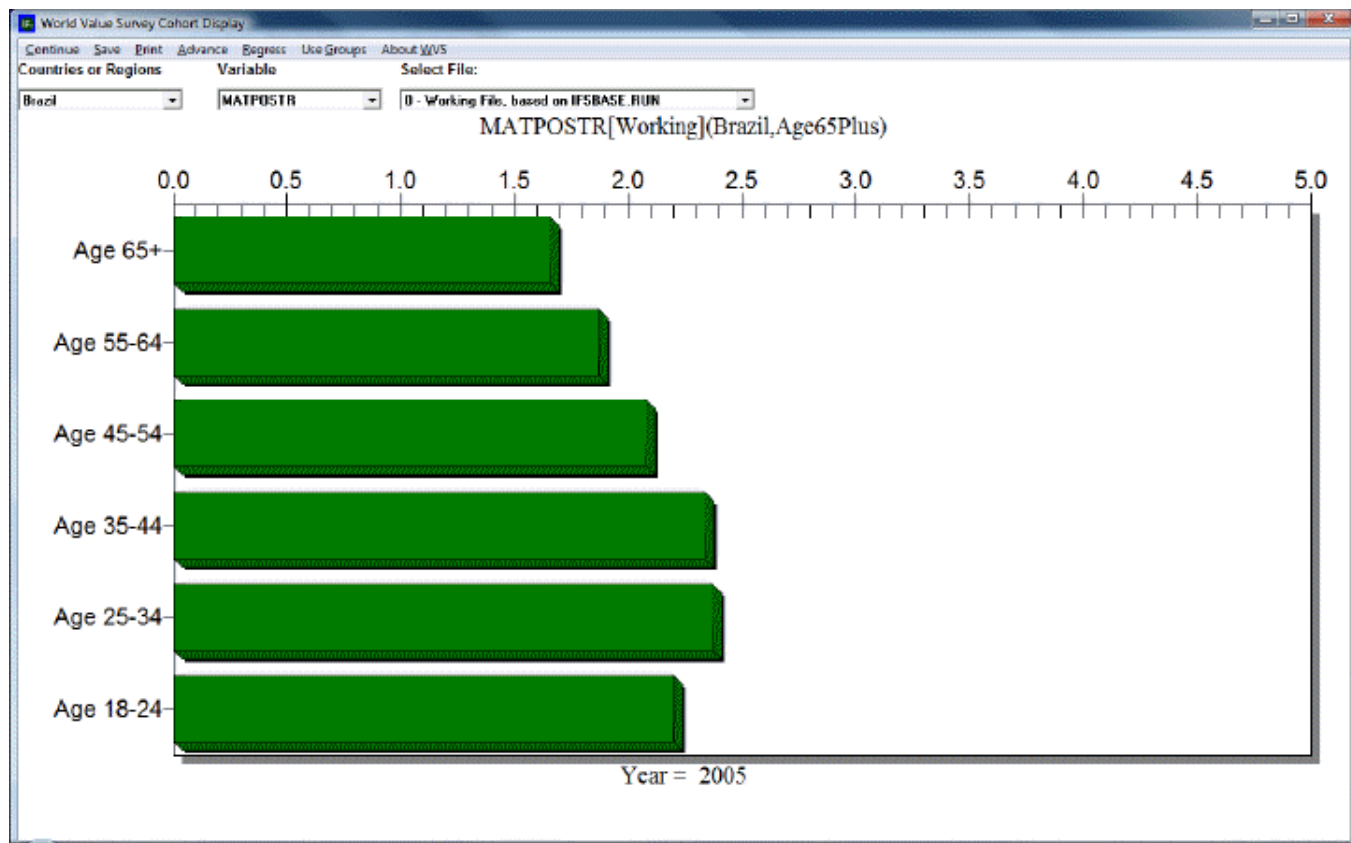 World Value Survey Cohort Display
Continue Save Print Advance Regress Use Groups About WVS
Countries or Regions Variable Select File:
Brazil MATPOSTR 0 - Working File, based on IFSBASE.RUN
MATPOSTR[Working](Brazil,Age65Plus)
0.0 0.5 1.0 1.5 2.0 2.5 3.0 3.5 4.0 4.5 5.0
Age 65+
Age 55-64
Age 45-54
Age 35-44
Age 25-34
Age 18-24
Year = 2005